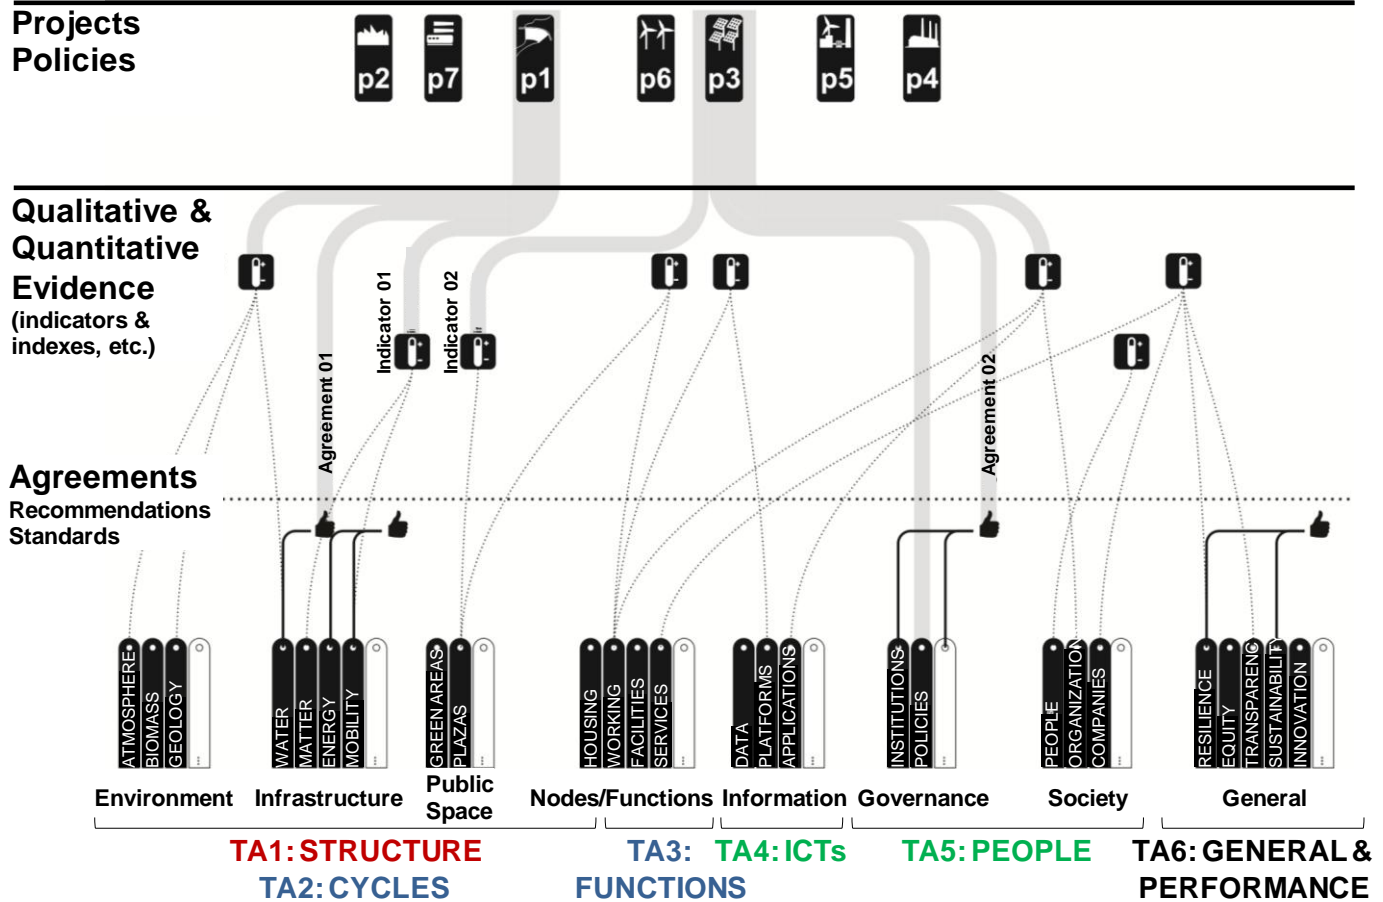 Projects
Policies
p2
p7
p1
p6
p3
p5
p4
Qualitative &
Quantitative
Evidence
(indicators &
indexes, etc.)
Indicator 01
Indicator 02
Agreement 01
Agreement 02
Agreements
Recommendations
Standards
ATMOSPHERE
BIOMASS
GEOLOGY
...
WATER
MATTER
ENERGY
MOBILITY
...
GREEN AREAS
PLAZAS
...
HOUSING
WORKING
FACILITIES
SERVICES
...
DATA
PLATFORMS
APPLICATIONS
...
INSTITUTIONS
POLICIES
...
PEOPLE
ORGANIZATION
COMPANIES
...
RESILIENCE
EQUITY
TRANSPARENC
SUSTAINABILITY
INNOVATION
...
Environment
Infrastructure
Public
Space
Nodes/Functions
Information
Governance
Society
General
TA1: STRUCTURE
TA2: CYCLES
TA3:
FUNCTIONS
TA4: ICTs
TA5: PEOPLE
TA6: GENERAL &
PERFORMANCE